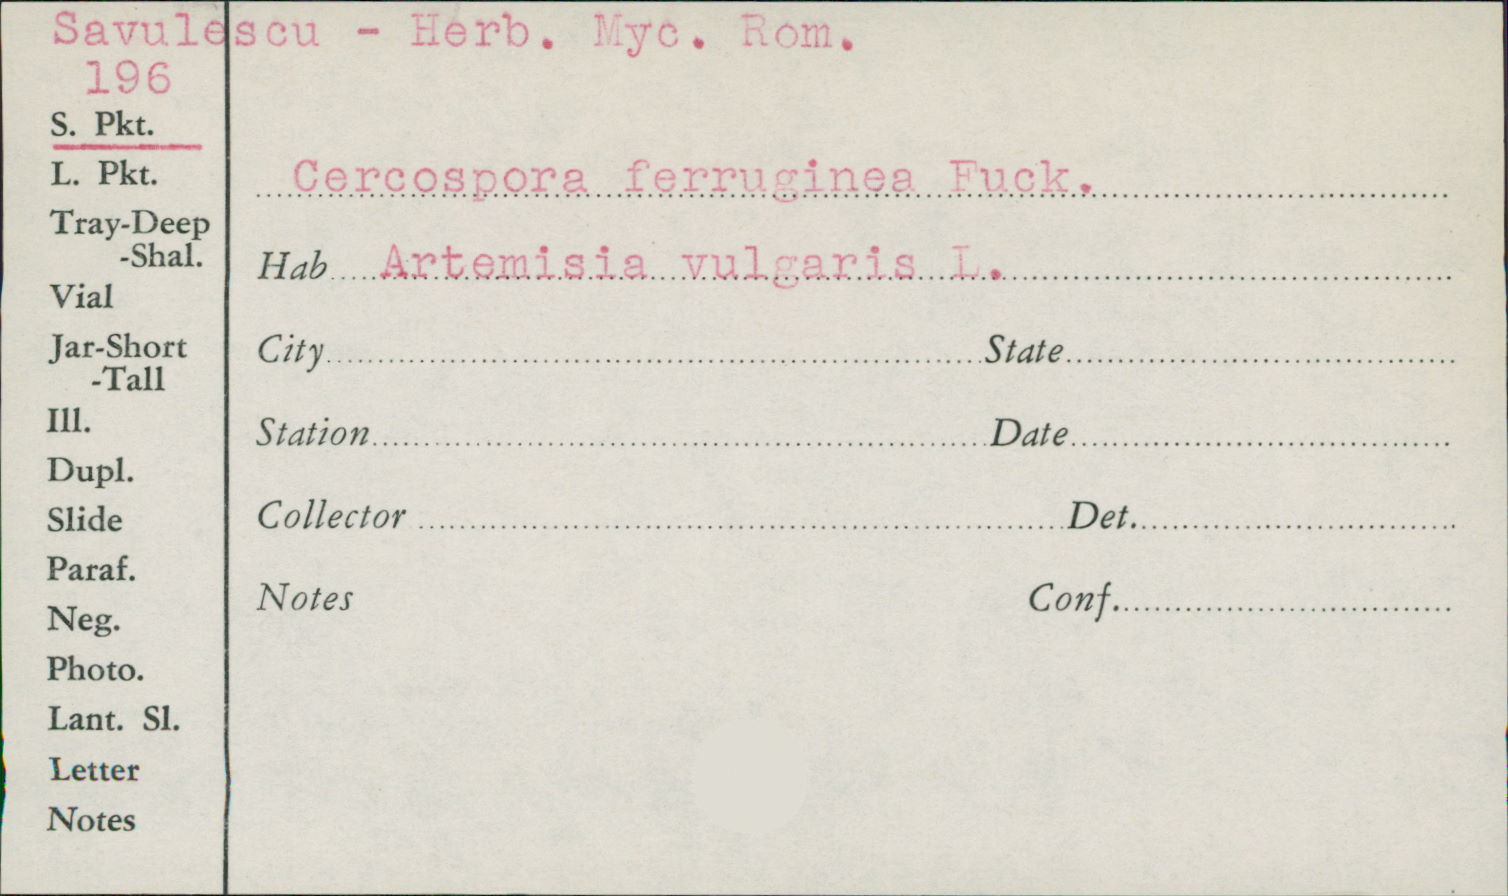 Savulescu - Herb. Myc. Rom.
196
S. Pkt.
L. Pkt.
Cercospora ferruginea Fuck.
Tray-Deep
-Shal.
Hab Artemisia vulgaris L.
Vial
Jar-Short
-Tall
City State
Ill.
Station Date
Dupl.
Slide
Collector Det.
Paraf.
Neg.
Notes Conf.
Photo.
Lant. Sl.
Letter
Notes